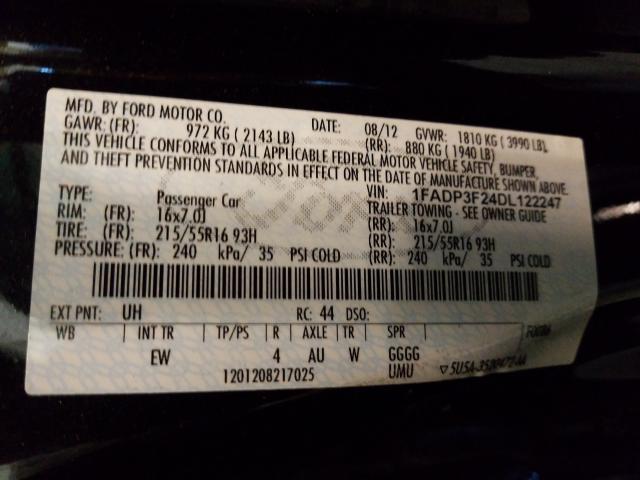 MFD. BY FORD MOTOR CO.
DATE: 08/12 GVWR: 1810 KG ( 3990 LB),
GAWR: (FR): 972 KG ( 2143 LB) (RR): 880 KG ( 1940 LB)
THIS VEHICLE CONFORMS TO ALL APPLICABLE FEDERAL MOTOR VEHICLE SAFETY, BUMPER,
AND THEFT PREVENTION STANDARDS IN EFFECT ON THE DATE OF MANUFACTURE SHOWN ABOVE.
VIN: 1FADP3F24DL122247
TYPE: Passenger Car TRAILER TOWING - SEE OWNER GUIDE
RIM: (FR): 16x7.0J (RR): 16x7.0J
TIRE: (FR): 215/55R16 93H (RR): 215/55R16 93H
PRESSURE: (FR): 240 kPa/ 35 PSI COLD (RR): 240 kPa/ 35 PSI COLD
EXT PNT: UH RC: 44 DSO:
WB INT TR TP/PS R AXLE TR SPR
EW 4 AU W GGGG
1201208217025 UMU